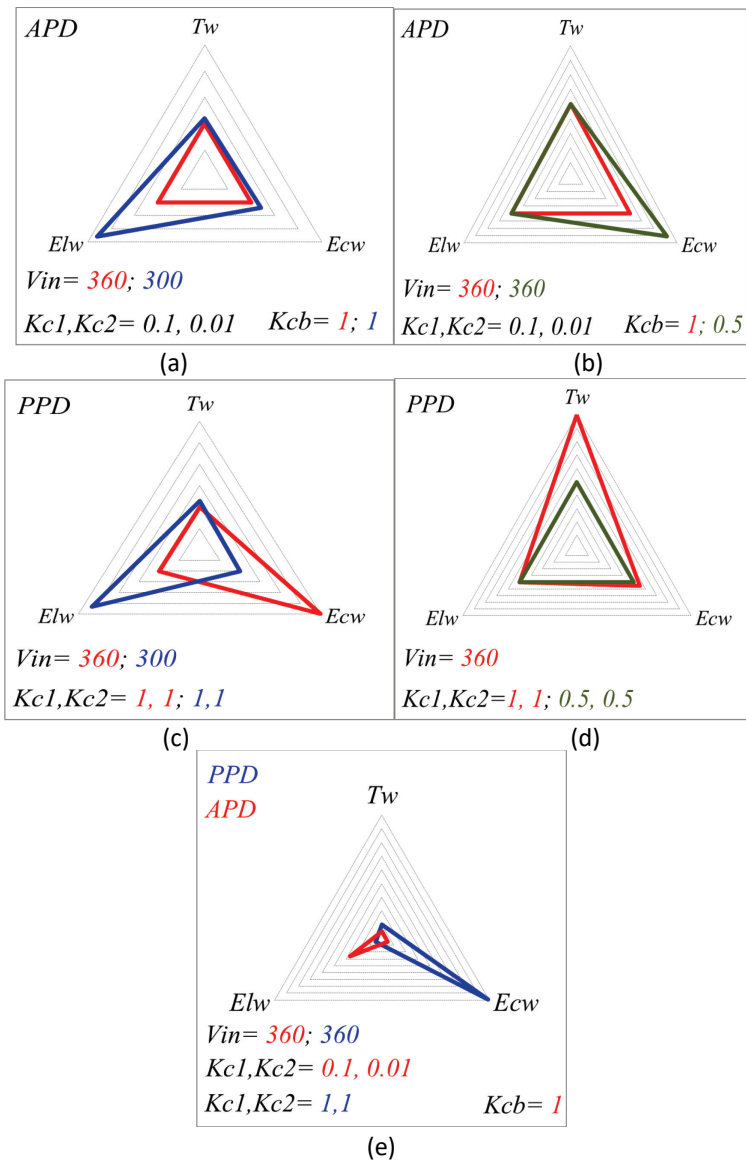 APD
Tw
Elw
Ecw
Vin= 360; 300
Kc1,Kc2= 0.1, 0.01 Kcb= 1; 1
(a)
APD
Tw
Elw
Ecw
Vin= 360; 360
Kc1,Kc2= 0.1, 0.01 Kcb= 1; 0.5
(b)
PPD
Tw
Elw
Ecw
Vin= 360; 300
Kc1,Kc2= 1, 1; 1,1
(c)
PPD
Tw
Elw
Ecw
Vin= 360
Kc1,Kc2=1, 1; 0.5, 0.5
(d)
PPD
APD
Tw
Elw
Ecw
Vin= 360; 360
Kc1,Kc2= 0.1, 0.01
Kc1,Kc2= 1,1 Kcb= 1
(e)